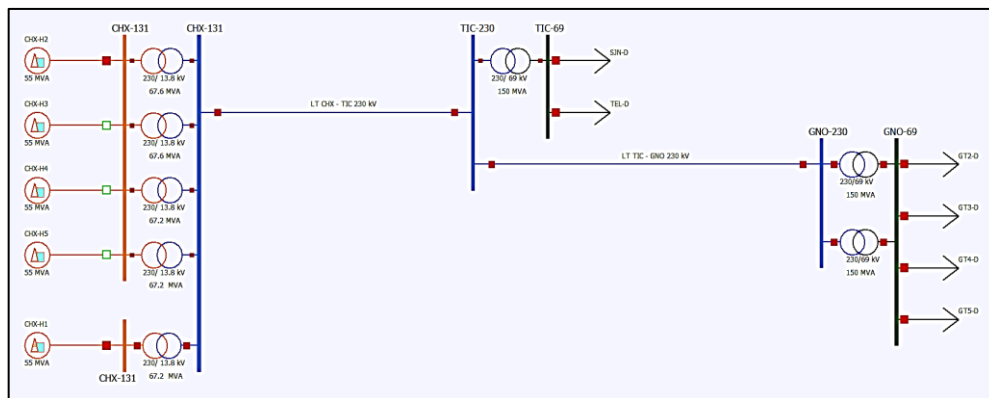 CHX-131
CHX-131
TIC-230
TIC-69
CHX-H2
55 MVA
230/ 13.8 kV
67.6 MVA
230/ 69 kV
150 MVA
SJN-D
CHX-H3
55 MVA
230/ 13.8 kV
67.6 MVA
LT CHX - TIC 230 kV
TEL-D
GNO-230
GNO-69
CHX-H4
55 MVA
230/ 13.8 kV
67.2 MVA
LT TIC - GNO 230 kV
230/69 kV
150 MVA
GT2-D
GT3-D
CHX-H5
55 MVA
230/ 13.8 kV
67.2 MVA
230/69 kV
150 MVA
GT4-D
GT5-D
CHX-H1
55 MVA
230/ 13.8 kV
67.2 MVA
CHX-131